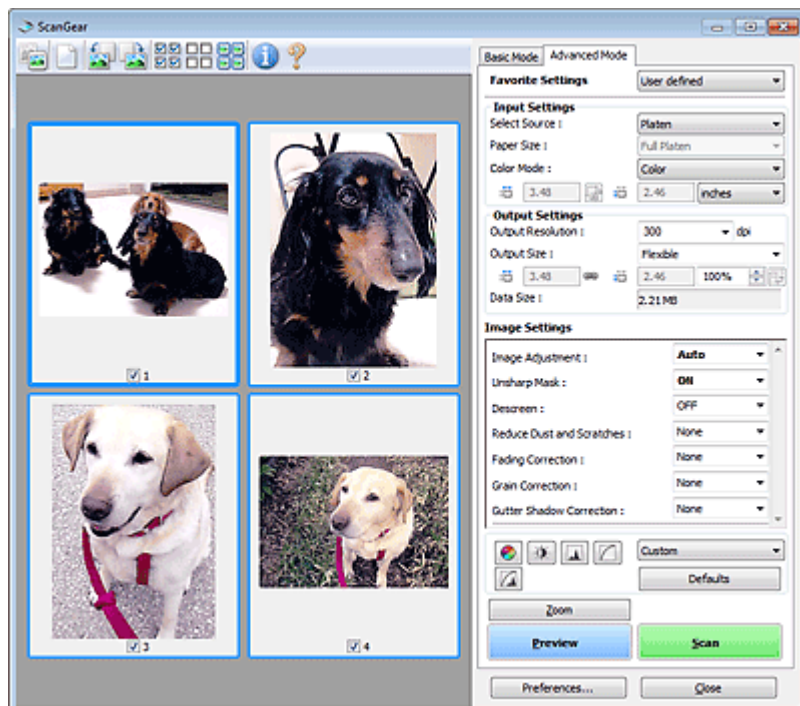 ScanGear
Basic Mode Advanced Mode
Favorite Settings User defined
Input Settings
Select Source : Platen
Paper Size : Full Platen
Color Mode : Color
3.48 2.46 inches
Output Settings
Output Resolution : 300 dpi
Output Size : Flexible
3.48 2.46 100%
Data Size : 2.21 MB
Image Settings
Image Adjustment : Auto
Unsharp Mask : ON
Descreen : OFF
Reduce Dust and Scratches : None
Fading Correction : None
Grain Correction : None
Gutter Shadow Correction : None
Custom
Defaults
Zoom
Preview Scan
Preferences... Close
1
2
3
4